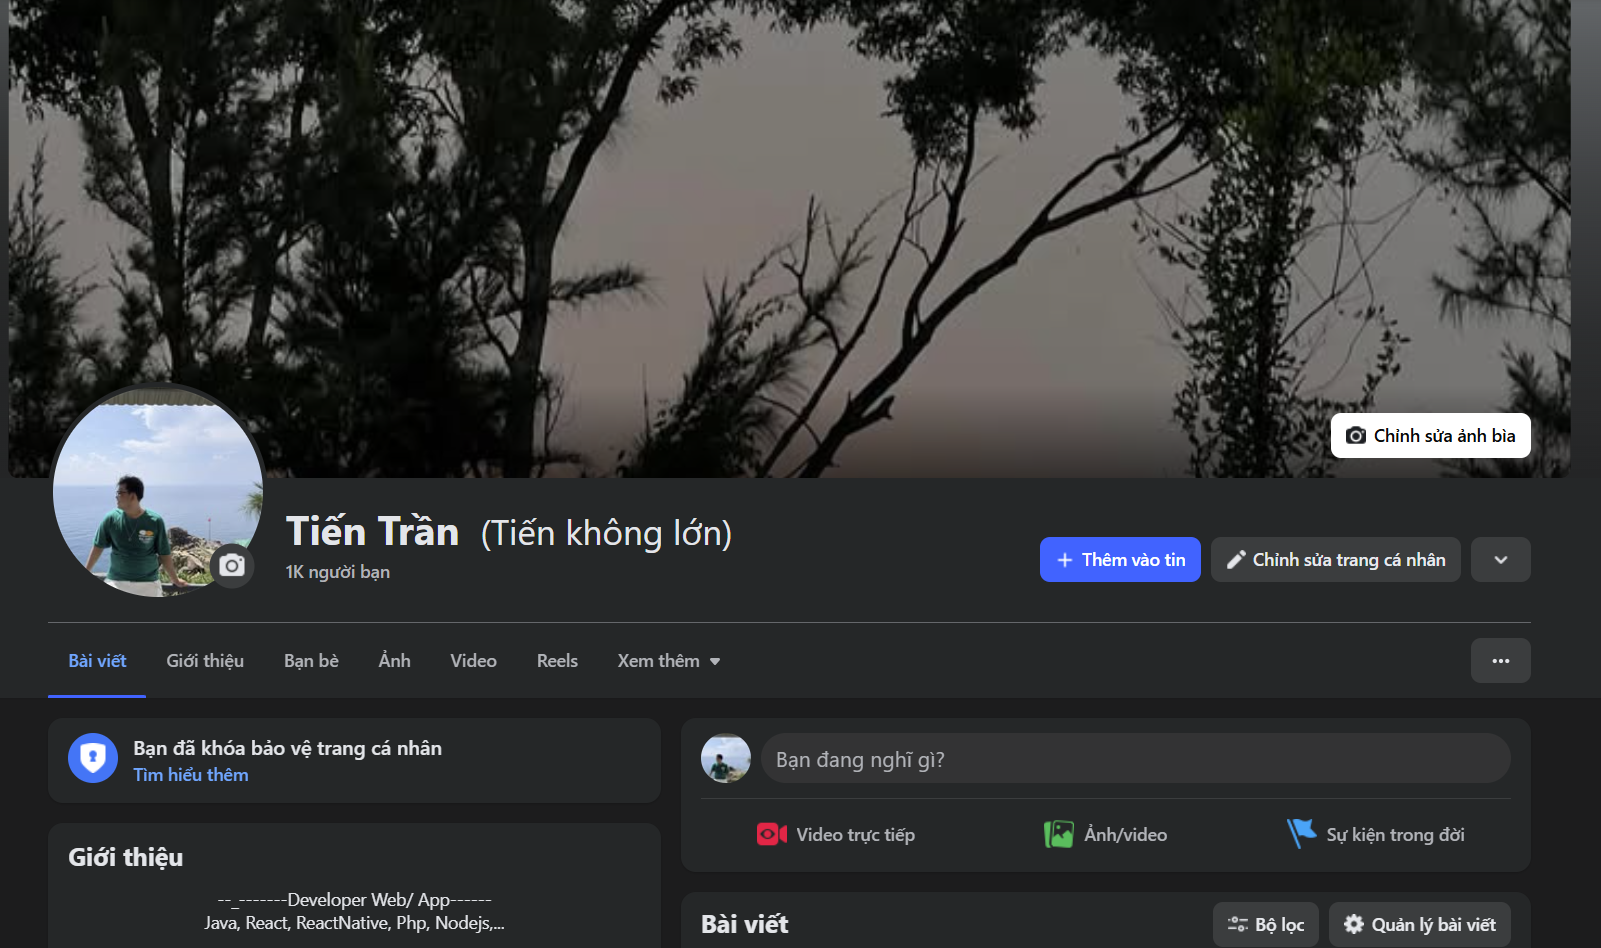 Chỉnh sửa ảnh bìa
Tiến Trần (Tiến không lớn)
1K người bạn
Thêm vào tin
Chỉnh sửa trang cá nhân
Bài viết
Giới thiệu
Bạn bè
Ảnh
Video
Reels
Xem thêm
Bạn đã khóa bảo vệ trang cá nhân
Tìm hiểu thêm
Giới thiệu
--_-------Developer Web/ App------
Java, React, ReactNative, Php, Nodejs,...
Bạn đang nghĩ gì?
Video trực tiếp
Ảnh/video
Sự kiện trong đời
Bài viết
Bộ lọc
Quản lý bài viết